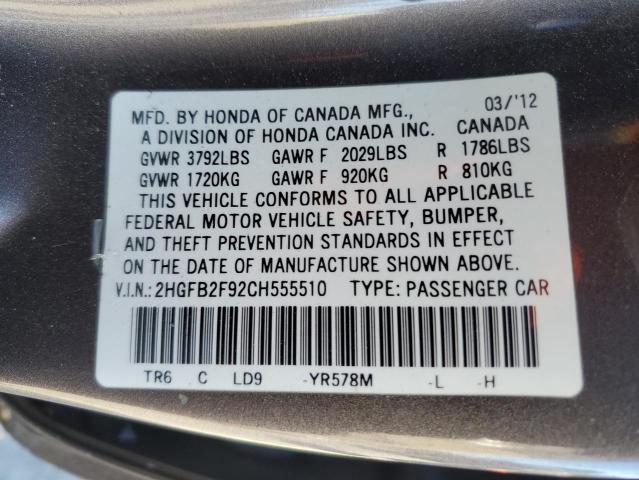 MFD. BY HONDA OF CANADA MFG., 03/'12
A DIVISION OF HONDA CANADA INC. CANADA
GVWR 3792LBS GAWR F 2029LBS R 1786LBS
GVWR 1720KG GAWR F 920KG R 810KG
THIS VEHICLE CONFORMS TO ALL APPLICABLE
FEDERAL MOTOR VEHICLE SAFETY, BUMPER,
AND THEFT PREVENTION STANDARDS IN EFFECT
ON THE DATE OF MANUFACTURE SHOWN ABOVE.
V.I.N.: 2HGFB2F92CH555510 TYPE: PASSENGER CAR
TR6 C LD9 -YR578M -L -H